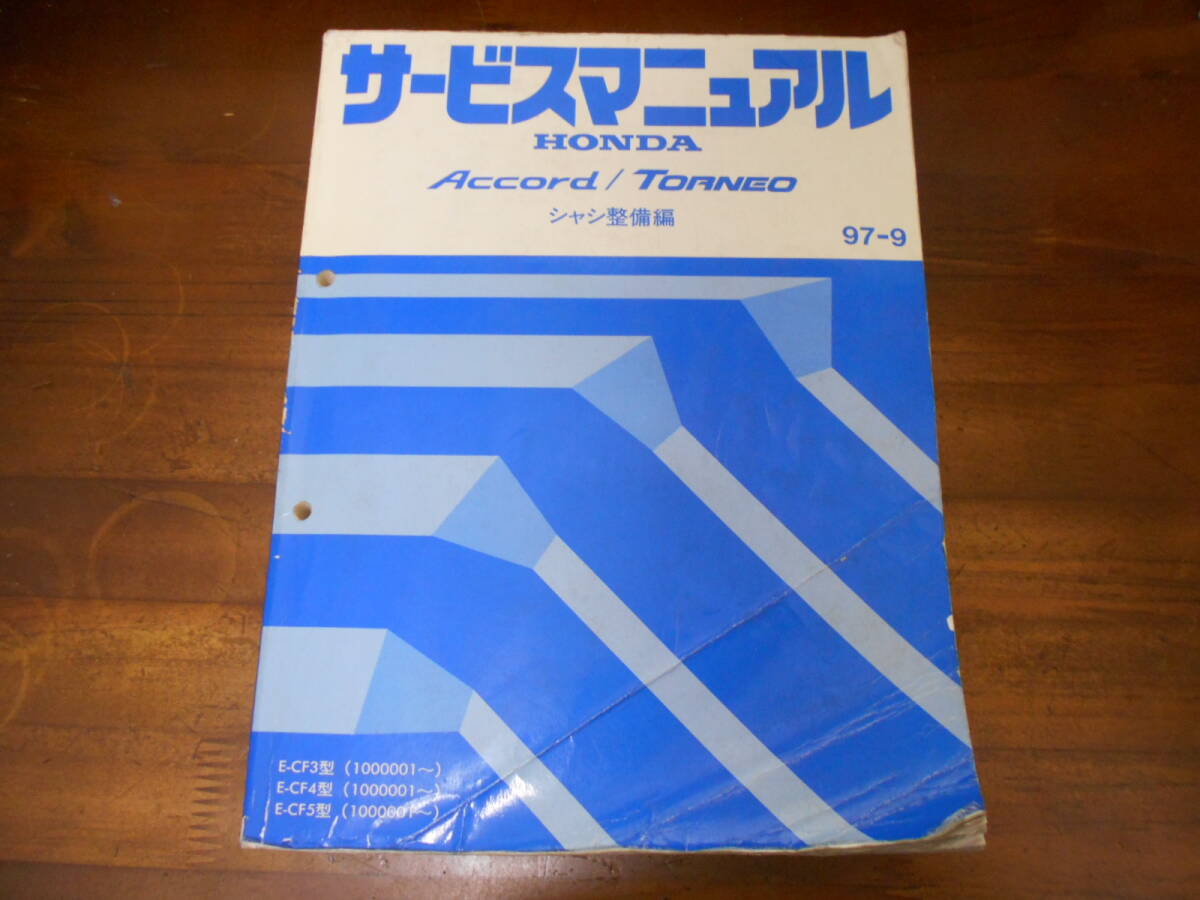 サービスマニュアル
HONDA
Accord / TORNEO
シャシ整備編
97-9
E-CF3型 (1000001～)
E-CF4型 (1000001～)
E-CF5型 (1000001～)